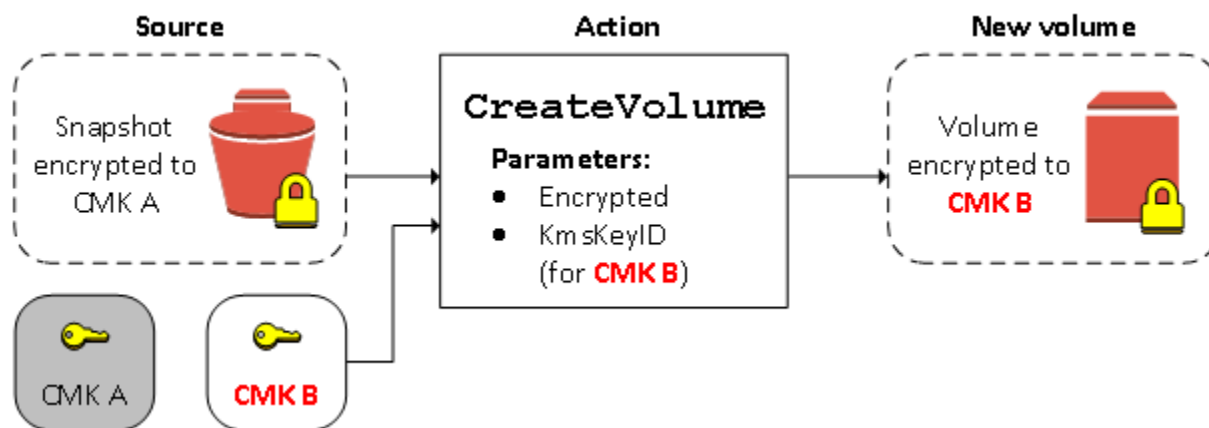 Source
Snapshot
encrypted to
CMK A
CMK A
CMK B
Action
CreateVolume
Parameters:
● Encrypted
● KmsKeyID
(for CMK B)
New volume
Volume
encrypted to
CMK B